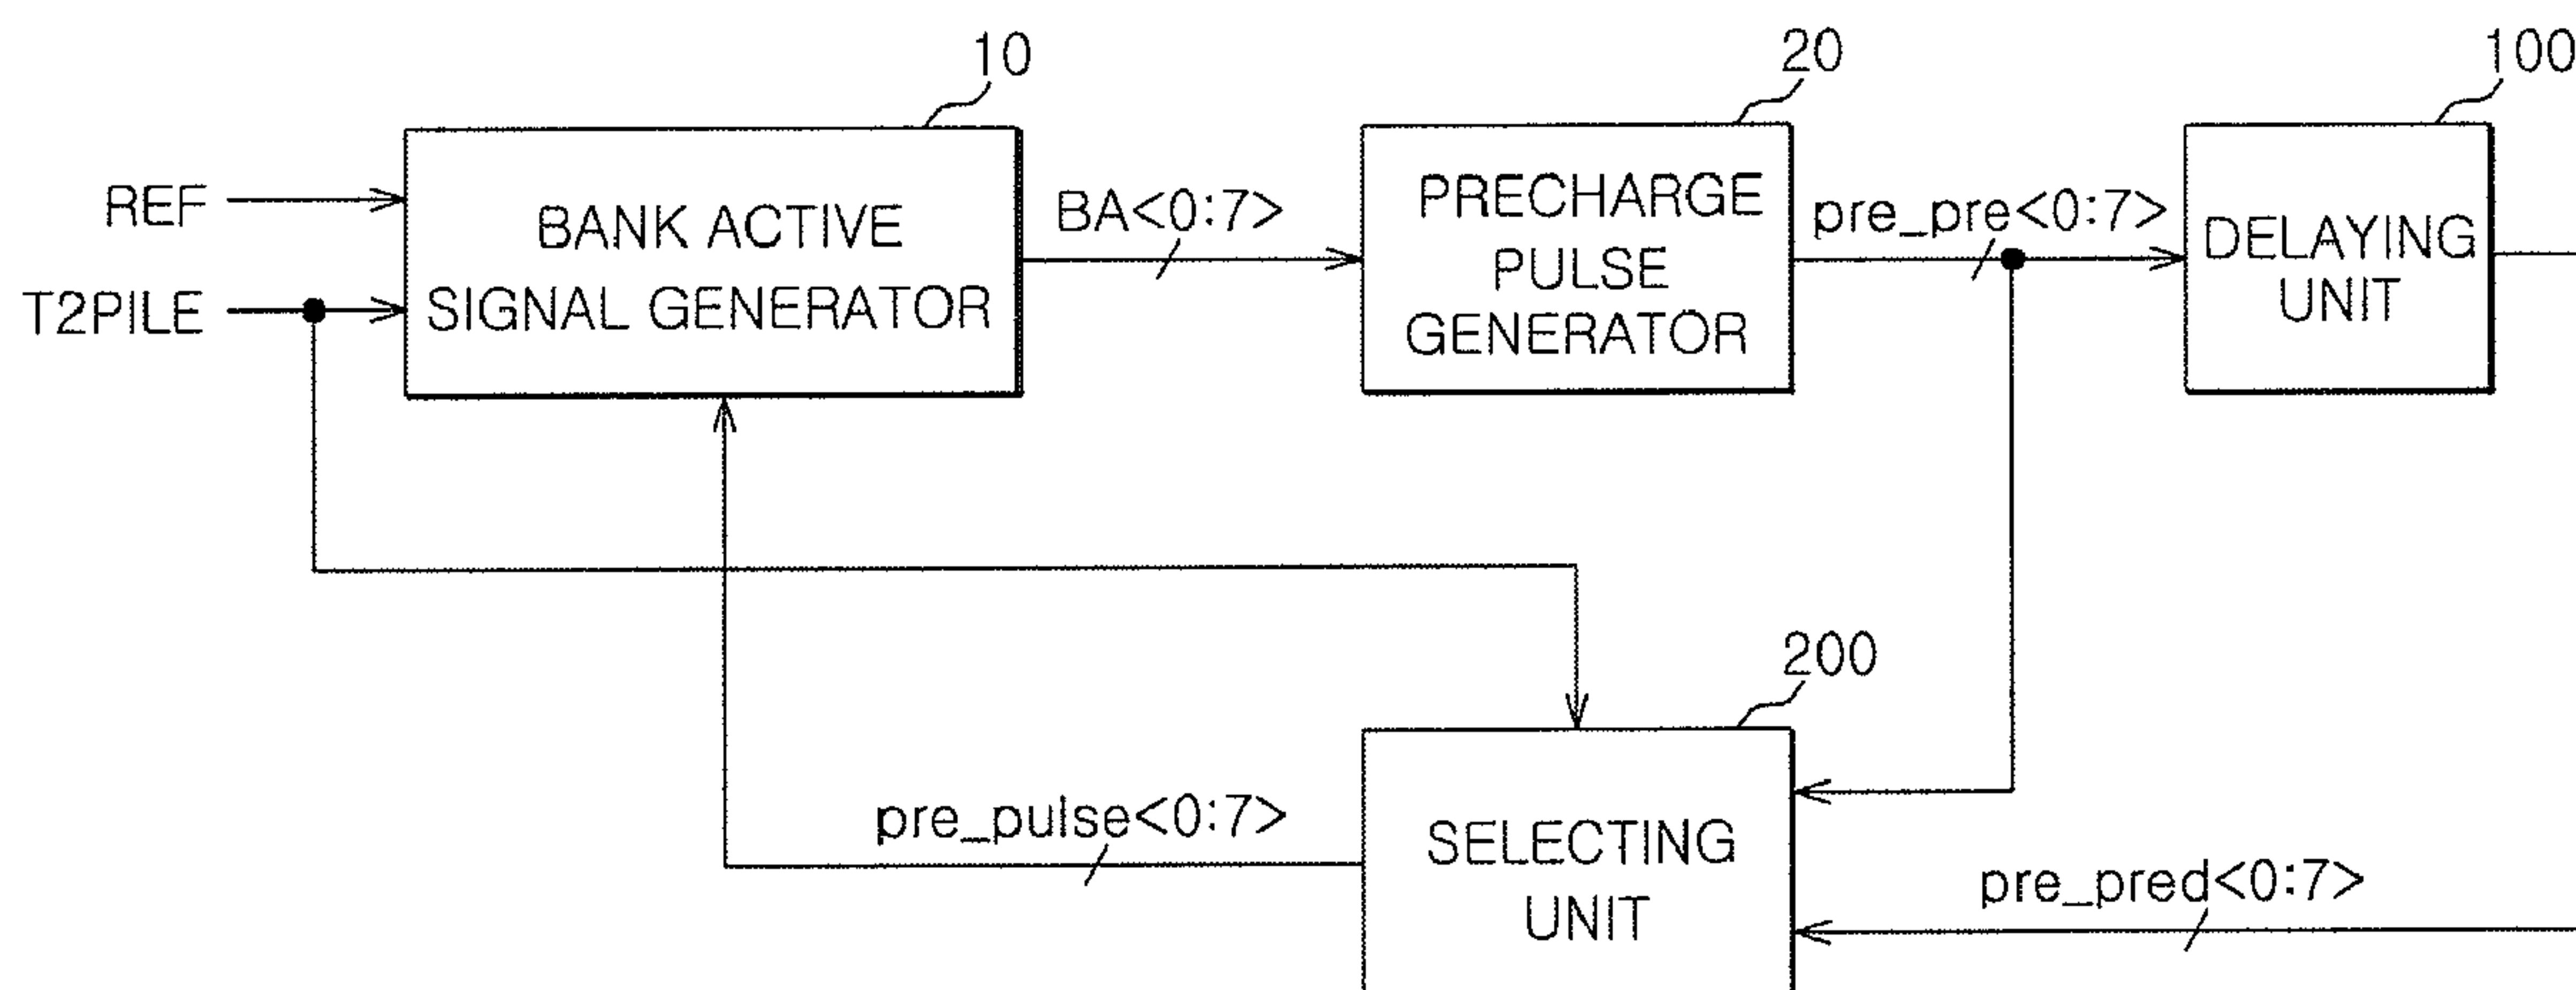 10
20
100
REF
T2PILE
BANK ACTIVE
SIGNAL GENERATOR
BA<0:7>
PRECHARGE
PULSE
GENERATOR
pre_pre<0:7>
DELAYING
UNIT
200
pre_pulse<0:7>
SELECTING
UNIT
pre_pred<0:7>